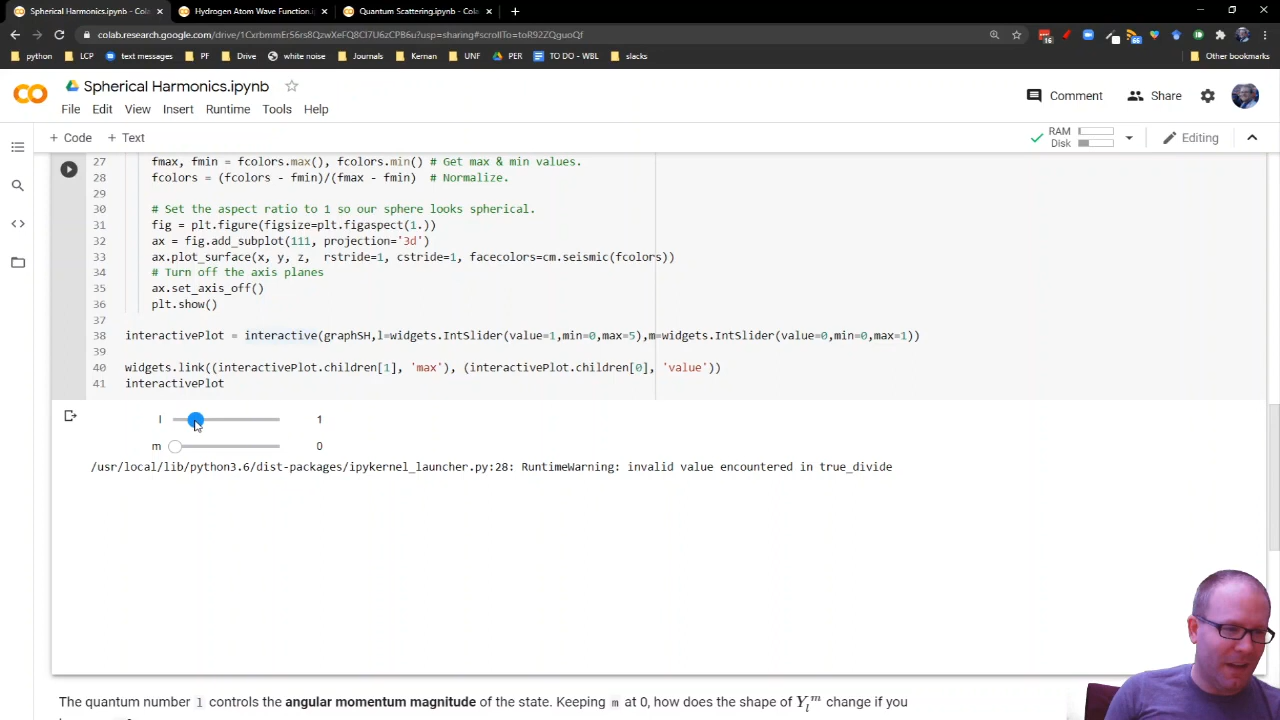 Spherical Harmonics.ipynb - Cola
Hydrogen Atom Wave Function.i
Quantum Scattering.ipynb - Colab
colab.research.google.com/drive/
python
LCP
text messages
PF
Drive
white noise
Journals
Kernan
UNF
PER
TO DO - WBL
slacks
Other bookmarks
Spherical Harmonics.ipynb
Comment
Share
File Edit View Insert Runtime Tools Help
+ Code + Text
RAM
Disk
Editing
27 fmax, fmin = fcolors.max(), fcolors.min() # Get max & min values.
28 fcolors = (fcolors - fmin)/(fmax - fmin) # Normalize.
29
30 # Set the aspect ratio to 1 so our sphere looks spherical.
31 fig = plt.figure(figsize=plt.figaspect(1.))
32 ax = fig.add_subplot(111, projection='3d')
33 ax.plot_surface(x, y, z, rstride=1, cstride=1, facecolors=cm.seismic(fcolors))
34 # Turn off the axis planes
35 ax.set_axis_off()
36 plt.show()
37
38 interactivePlot = interactive(graphSH,l=widgets.IntSlider(value=1,min=0,max=5),m=widgets.IntSlider(value=0,min=0,max=1))
39
40 widgets.link((interactivePlot.children[1], 'max'), (interactivePlot.children[0], 'value'))
41 interactivePlot
l 1
m 0
/usr/local/lib/python3.6/dist-packages/ipykernel_launcher.py:28: RuntimeWarning: invalid value encountered in true_divide
The quantum number l controls the angular momentum magnitude of the state. Keeping m at 0, how does the shape of Y_l^m change if you